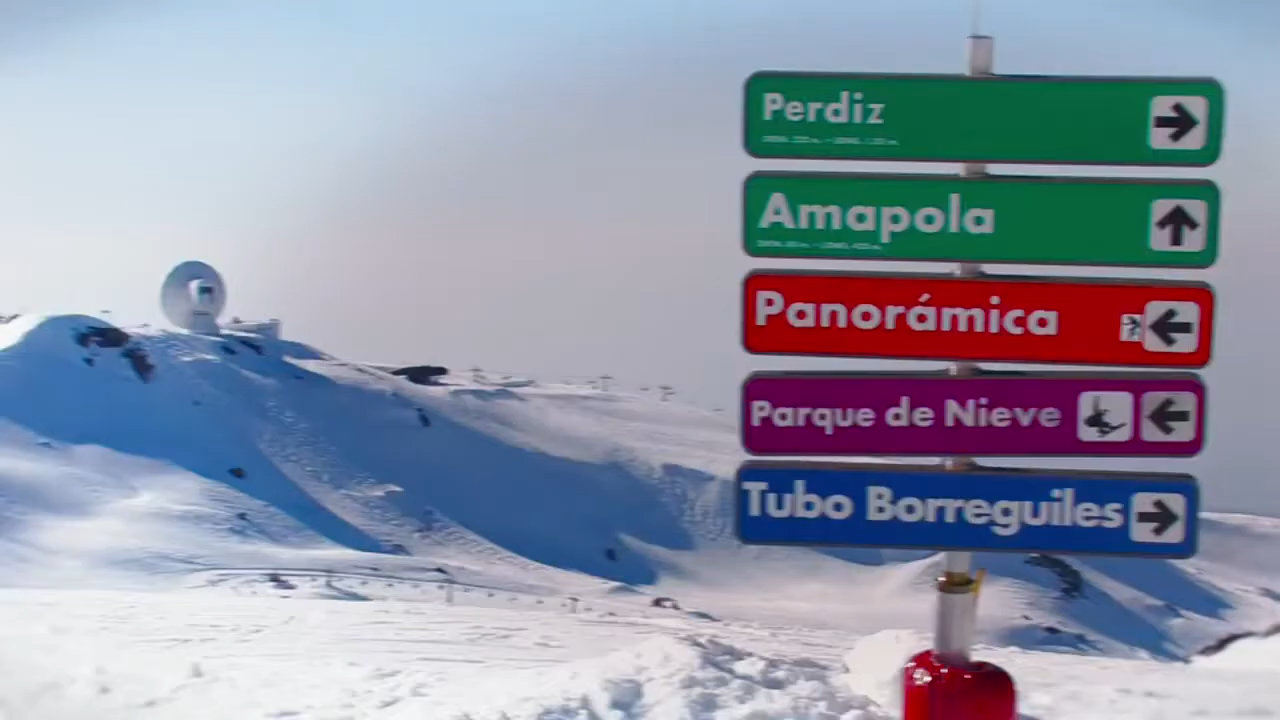 Perdiz
Amapola
Panorámica
Parque de Nieve
Tubo Borreguiles